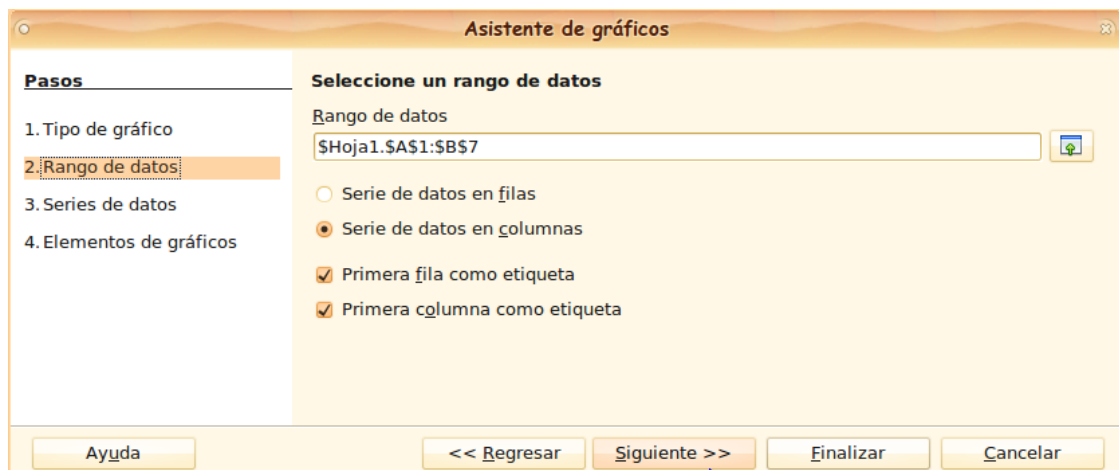 Asistente de gráficos
Pasos
1. Tipo de gráfico
2. Rango de datos
3. Series de datos
4. Elementos de gráficos
Seleccione un rango de datos
Rango de datos
$Hoja1.$A$1:$B$7
Serie de datos en filas
Serie de datos en columnas
Primera fila como etiqueta
Primera columna como etiqueta
Ayuda
<< Regresar
Siguiente >>
Finalizar
Cancelar